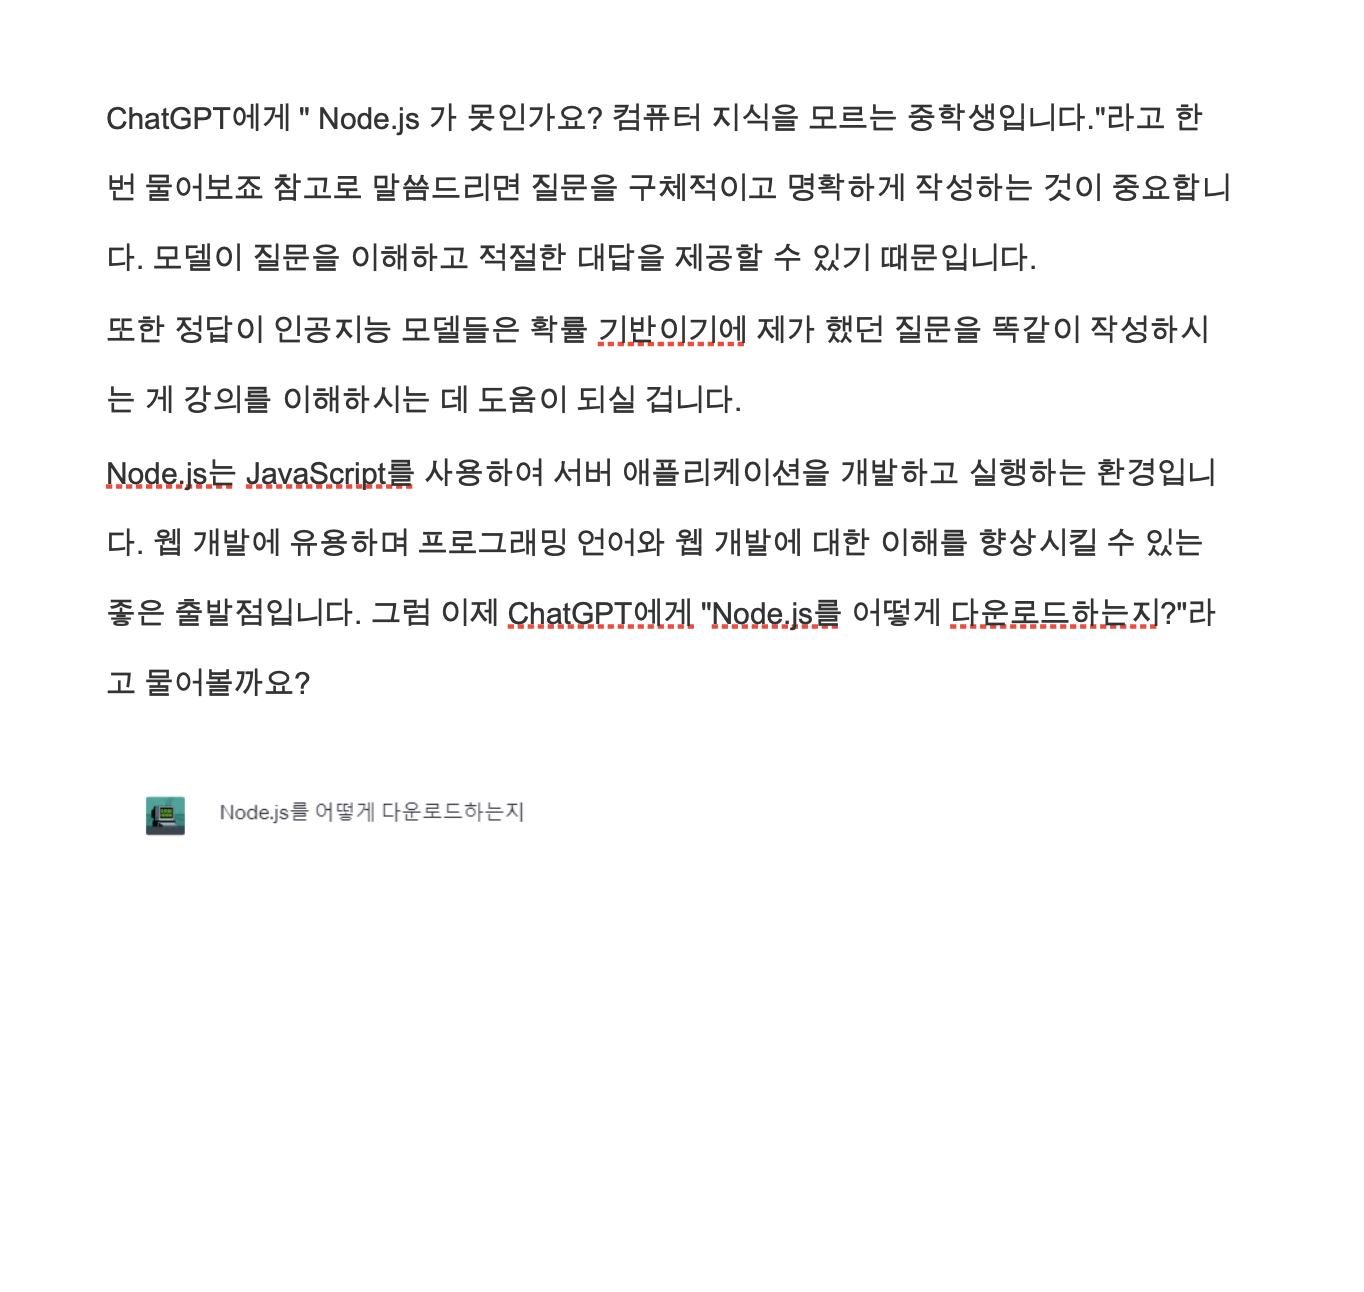 ChatGPT에게 " Node.js 가 못인가요? 컴퓨터 지식을 모르는 중학생입니다."라고 한
번 물어보죠 참고로 말씀드리면 질문을 구체적이고 명확하게 작성하는 것이 중요합니
다. 모델이 질문을 이해하고 적절한 대답을 제공할 수 있기 때문입니다.
또한 정답이 인공지능 모델들은 확률 기반이기에 제가 했던 질문을 똑같이 작성하시
는 게 강의를 이해하시는 데 도움이 되실 겁니다.
Node.js는 JavaScript를 사용하여 서버 애플리케이션을 개발하고 실행하는 환경입니
다. 웹 개발에 유용하며 프로그래밍 언어와 웹 개발에 대한 이해를 향상시킬 수 있는
좋은 출발점입니다. 그럼 이제 ChatGPT에게 "Node.js를 어떻게 다운로드하는지?"라
고 물어볼까요?
Node.js를 어떻게 다운로드하는지